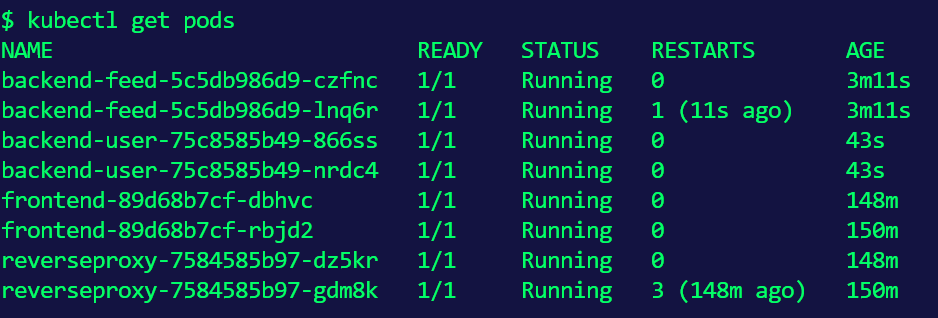 $ kubectl get pods
NAME READY STATUS RESTARTS AGE
backend-feed-5c5db986d9-czfnc 1/1 Running 0 3m11s
backend-feed-5c5db986d9-lnq6r 1/1 Running 1 (11s ago) 3m11s
backend-user-75c8585b49-866ss 1/1 Running 0 43s
backend-user-75c8585b49-nrdc4 1/1 Running 0 43s
frontend-89d68b7cf-dbhvc 1/1 Running 0 148m
frontend-89d68b7cf-rbjd2 1/1 Running 0 150m
reverseproxy-7584585b97-dz5kr 1/1 Running 0 148m
reverseproxy-7584585b97-gdm8k 1/1 Running 3 (148m ago) 150m